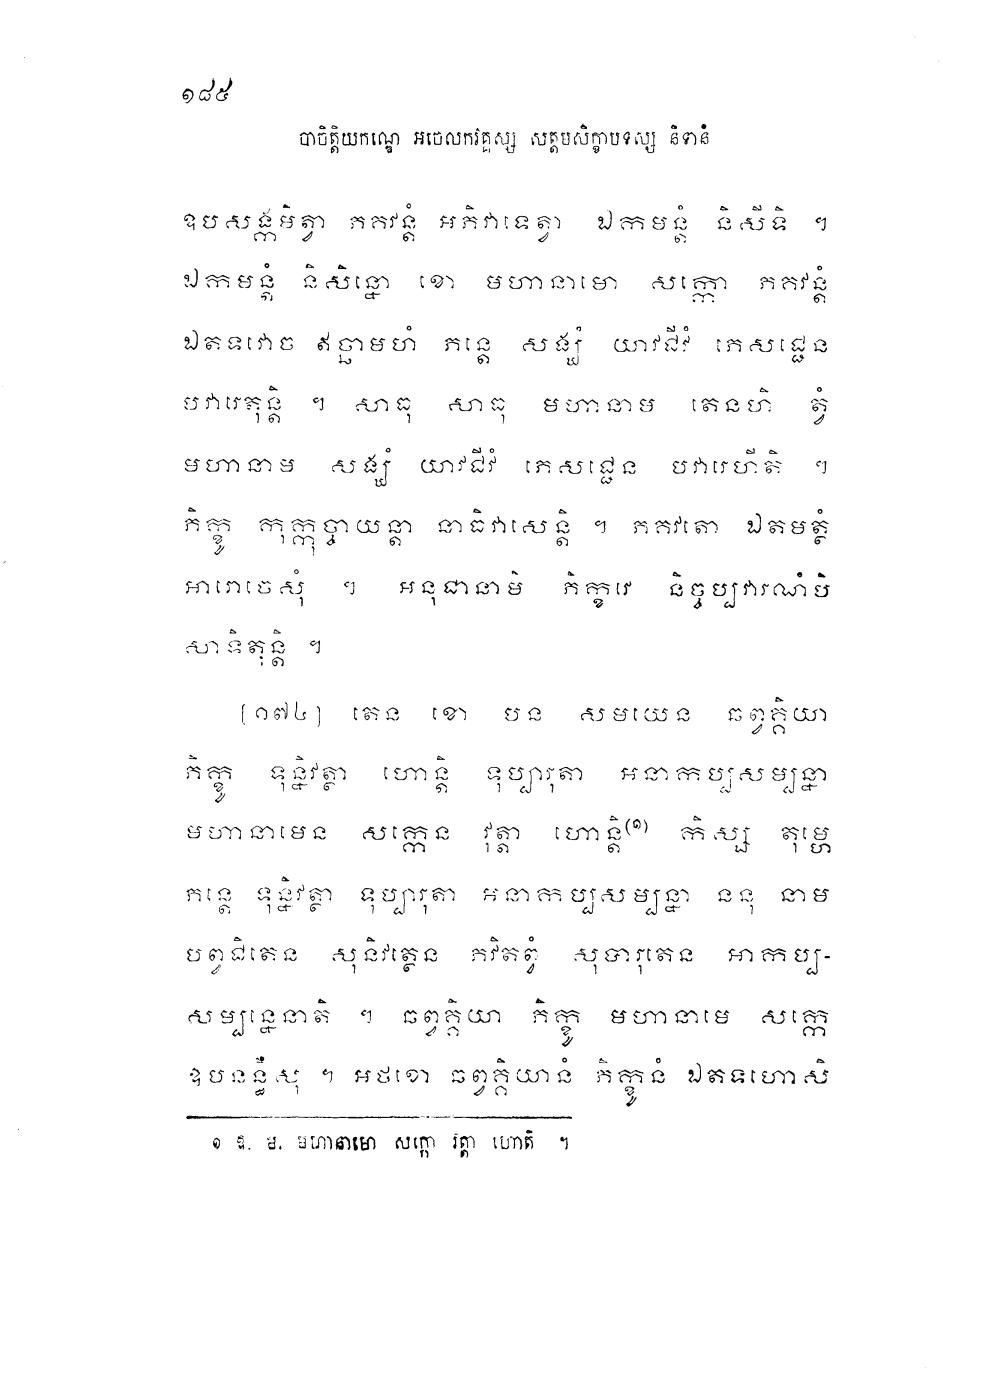 ១៨៥
បាចិត្តិយកណ្ឌេ អចេលកវគ្គស្ស សត្តមសិក្ខាបទស្ស និទានំ
ឧបសង្កមិត្វា ភគវន្តំ អភិវាទេត្វា ឯកមន្តំ និសីទិ ។
ឯកមន្តំ និសិន្នោ ខោ មហានាមោ សក្កោ ភគវន្តំ
ឯតទវោច ឥច្ឆាមហំ ភន្តេ សង្ឃំ យាវជីវំ ភេសជ្ជេន
បវារេតុន្តិ ។ សាធុ សាធុ មហានាម តេនហិ ត្វំ
មហានាម សង្ឃំ យាវជីវំ ភេសជ្ជេន បវារេហីតិ ។
ភិក្ខូ កុក្កុច្ចាយន្តា នាធិវាសេន្តិ ។ ភគវតោ ឯតមត្ថំ
អារោចេសុំ ។ អនុជានាមិ ភិក្ខវេ និច្ចប្បវារណំបិ
សាទិតុន្តិ ។
[១៧៤] តេន ខោ បន សមយេន ឆព្វគ្គិយា
ភិក្ខូ ទុន្និវត្ថា ហោន្តិ ទុប្បារុតា អនាកប្បសម្បន្នា
មហានាមេន សក្កេន វុត្តា ហោន្តិ(១) កិស្ស តុម្ហេ
ភន្តេ ទុន្និវត្ថា ទុប្បារុតា អនាកប្បសម្បន្នា ននុ នាម
បព្វជិតេន សុនិវត្ថេន ភវិតព្វំ សុបារុតេន អាកប្ប-
សម្បន្នេនាតិ ។ ឆព្វគ្គិយា ភិក្ខូ មហានាមេ សក្កេ
ឧបនន្ធឹសុ ។ អថខោ ឆព្វគ្គិយានំ ភិក្ខូនំ ឯតទហោសិ
១ ឱ. ម. មហានាមោ សក្កោ វត្តា ហោតិ ។